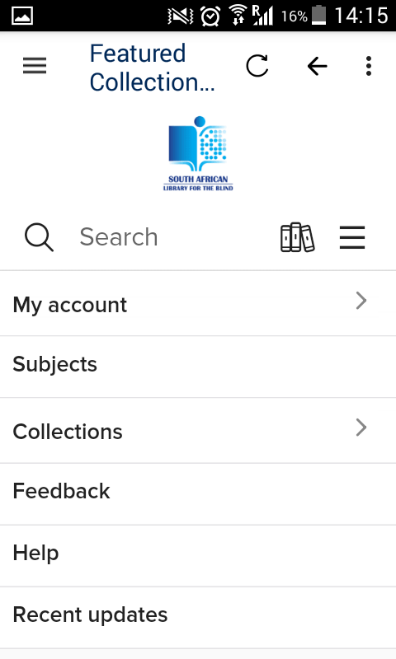 R 16% 14:15
Featured
Collection...
SOUTH AFRICAN
LIBRARY FOR THE BLIND
Search
My account
Subjects
Collections
Feedback
Help
Recent updates